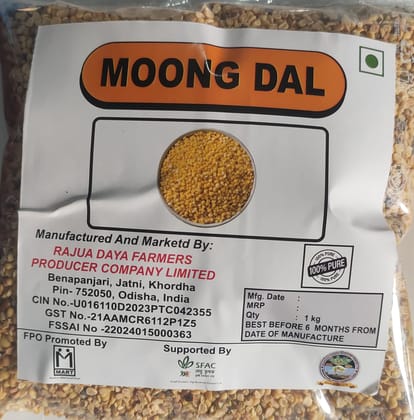 MOONG DAL
Manufactured And Marketd By:
RAJUA DAYA FARMERS
PRODUCER COMPANY LIMITED
Benapanjari, Jatni, Khordha
Pin- 752050, Odisha, India
CIN No.-U016110D2023PTC042355
GST No.-21AAMCR6112P1Z5
FSSAI No -22024015000363
100% PURE
Mfg. Date :
MRP :
Qty : 1 kg
BEST BEFORE 6 MONTHS FROM
DATE OF MANUFACTURE
FPO Promoted By
M MART
Supported By
SFAC